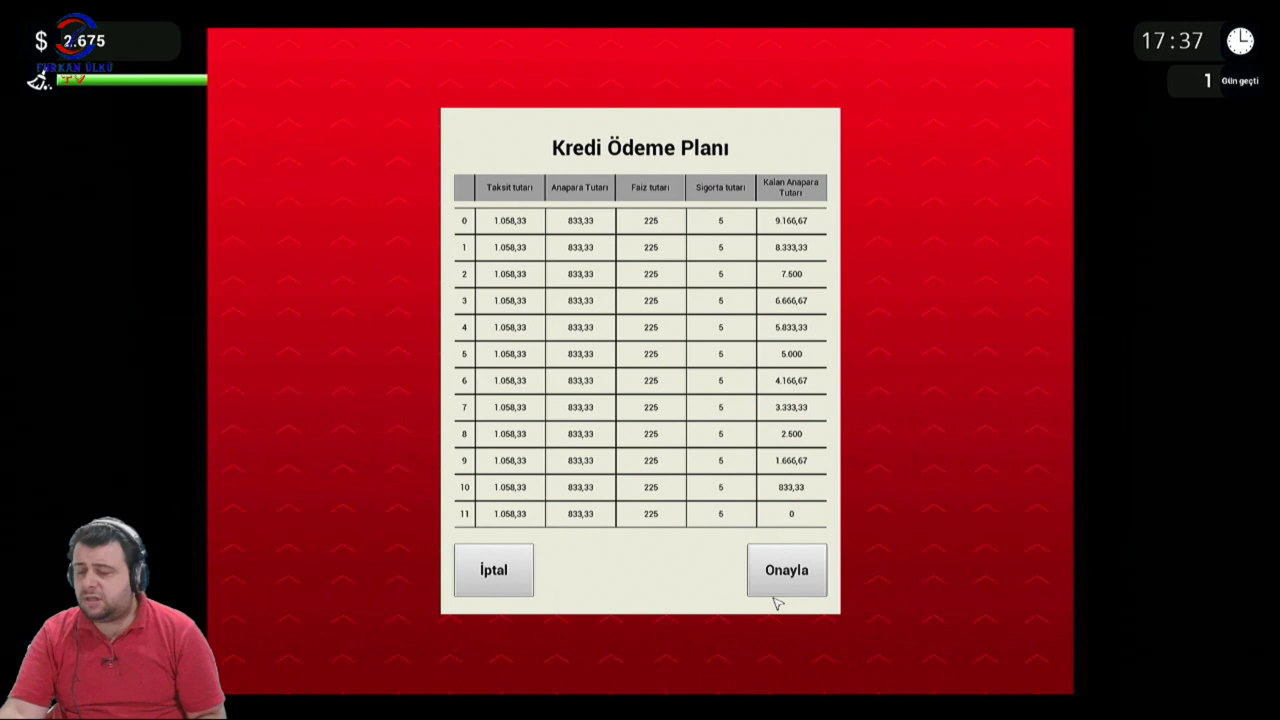 $ 2.675
FURKAN ÜLKÜ
TV
17:37
1 Gün geçti
Kredi Ödeme Planı
Taksit tutarı Anapara Tutarı Faiz tutarı Sigorta tutarı Kalan Anapara Tutarı
0 1.058,33 833,33 225 5 9.166,67
1 1.058,33 833,33 225 5 8.333,33
2 1.058,33 833,33 225 5 7.500
3 1.058,33 833,33 225 5 6.666,67
4 1.058,33 833,33 225 5 5.833,33
5 1.058,33 833,33 225 5 5.000
6 1.058,33 833,33 225 5 4.166,67
7 1.058,33 833,33 225 5 3.333,33
8 1.058,33 833,33 225 5 2.500
9 1.058,33 833,33 225 5 1.666,67
10 1.058,33 833,33 225 5 833,33
11 1.058,33 833,33 225 5 0
İptal Onayla